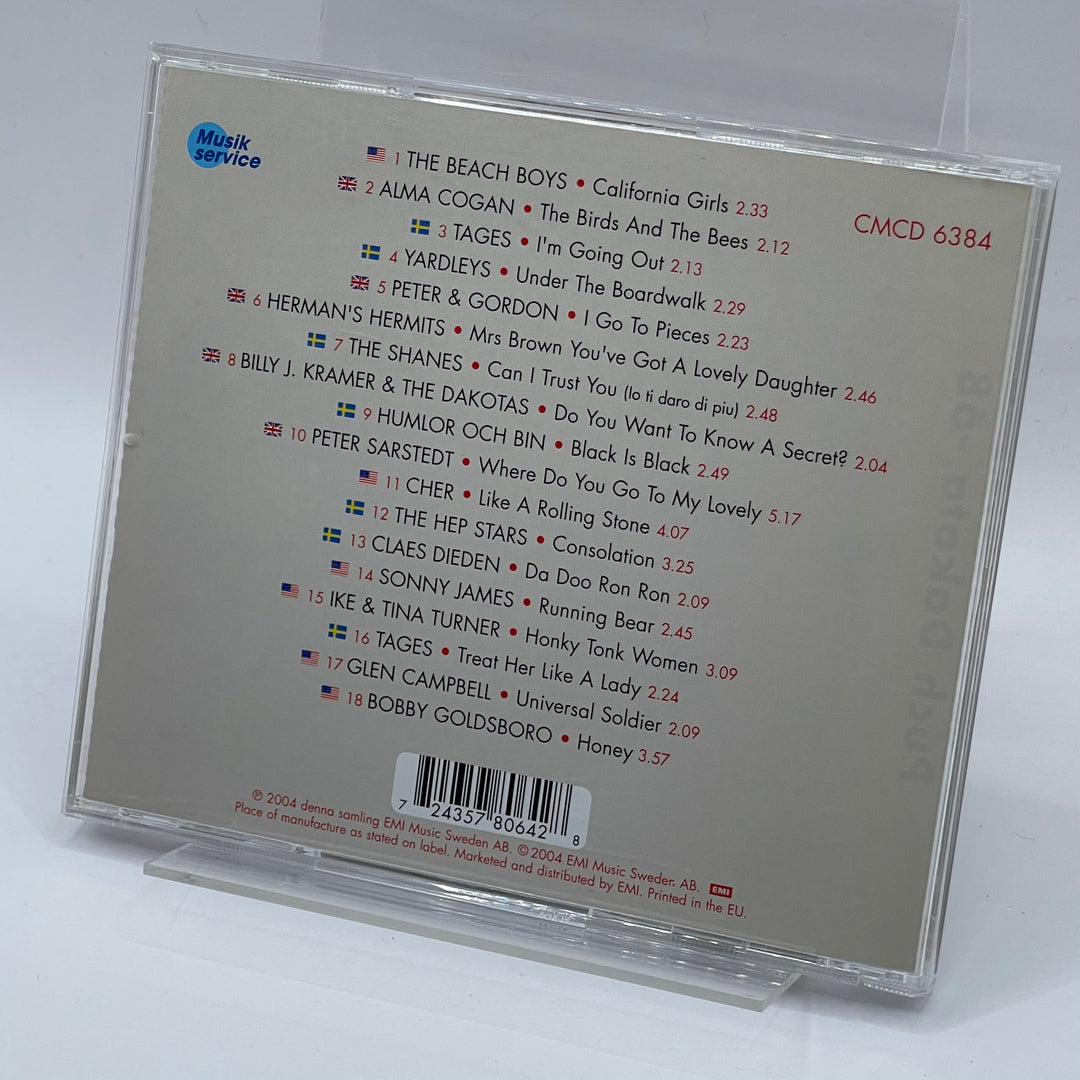 Musik
service
CMCD 6384
1 THE BEACH BOYS • California Girls 2.33
2 ALMA COGAN • The Birds And The Bees 2.12
3 TAGES • I'm Going Out 2.13
4 YARDLEYS • Under The Boardwalk 2.29
5 PETER & GORDON • I Go To Pieces 2.23
6 HERMAN'S HERMITS • Mrs Brown You've Got A Lovely Daughter 2.46
7 THE SHANES • Can I Trust You (Io ti daro di piu) 2.48
8 BILLY J. KRAMER & THE DAKOTAS • Do You Want To Know A Secret? 2.04
9 HUMLOR OCH BIN • Black Is Black 2.49
10 PETER SARSTEDT • Where Do You Go To My Lovely 5.17
11 CHER • Like A Rolling Stone 4.07
12 THE HEP STARS • Consolation 3.25
13 CLAES DIEDEN • Da Doo Ron Ron 2.09
14 SONNY JAMES • Running Bear 2.45
15 IKE & TINA TURNER • Honky Tonk Women 3.09
16 TAGES • Treat Her Like A Lady 2.24
17 GLEN CAMPBELL • Universal Soldier 2.09
18 BOBBY GOLDSBORO • Honey 3.57
Puch Dakota -68
7 24357 80642 8
℗ 2004 denna samling EMI Music Sweden AB. © 2004 EMI Music Sweden AB. EMI
Place of manufacture as stated on label. Marketed and distributed by EMI. Printed in the EU.